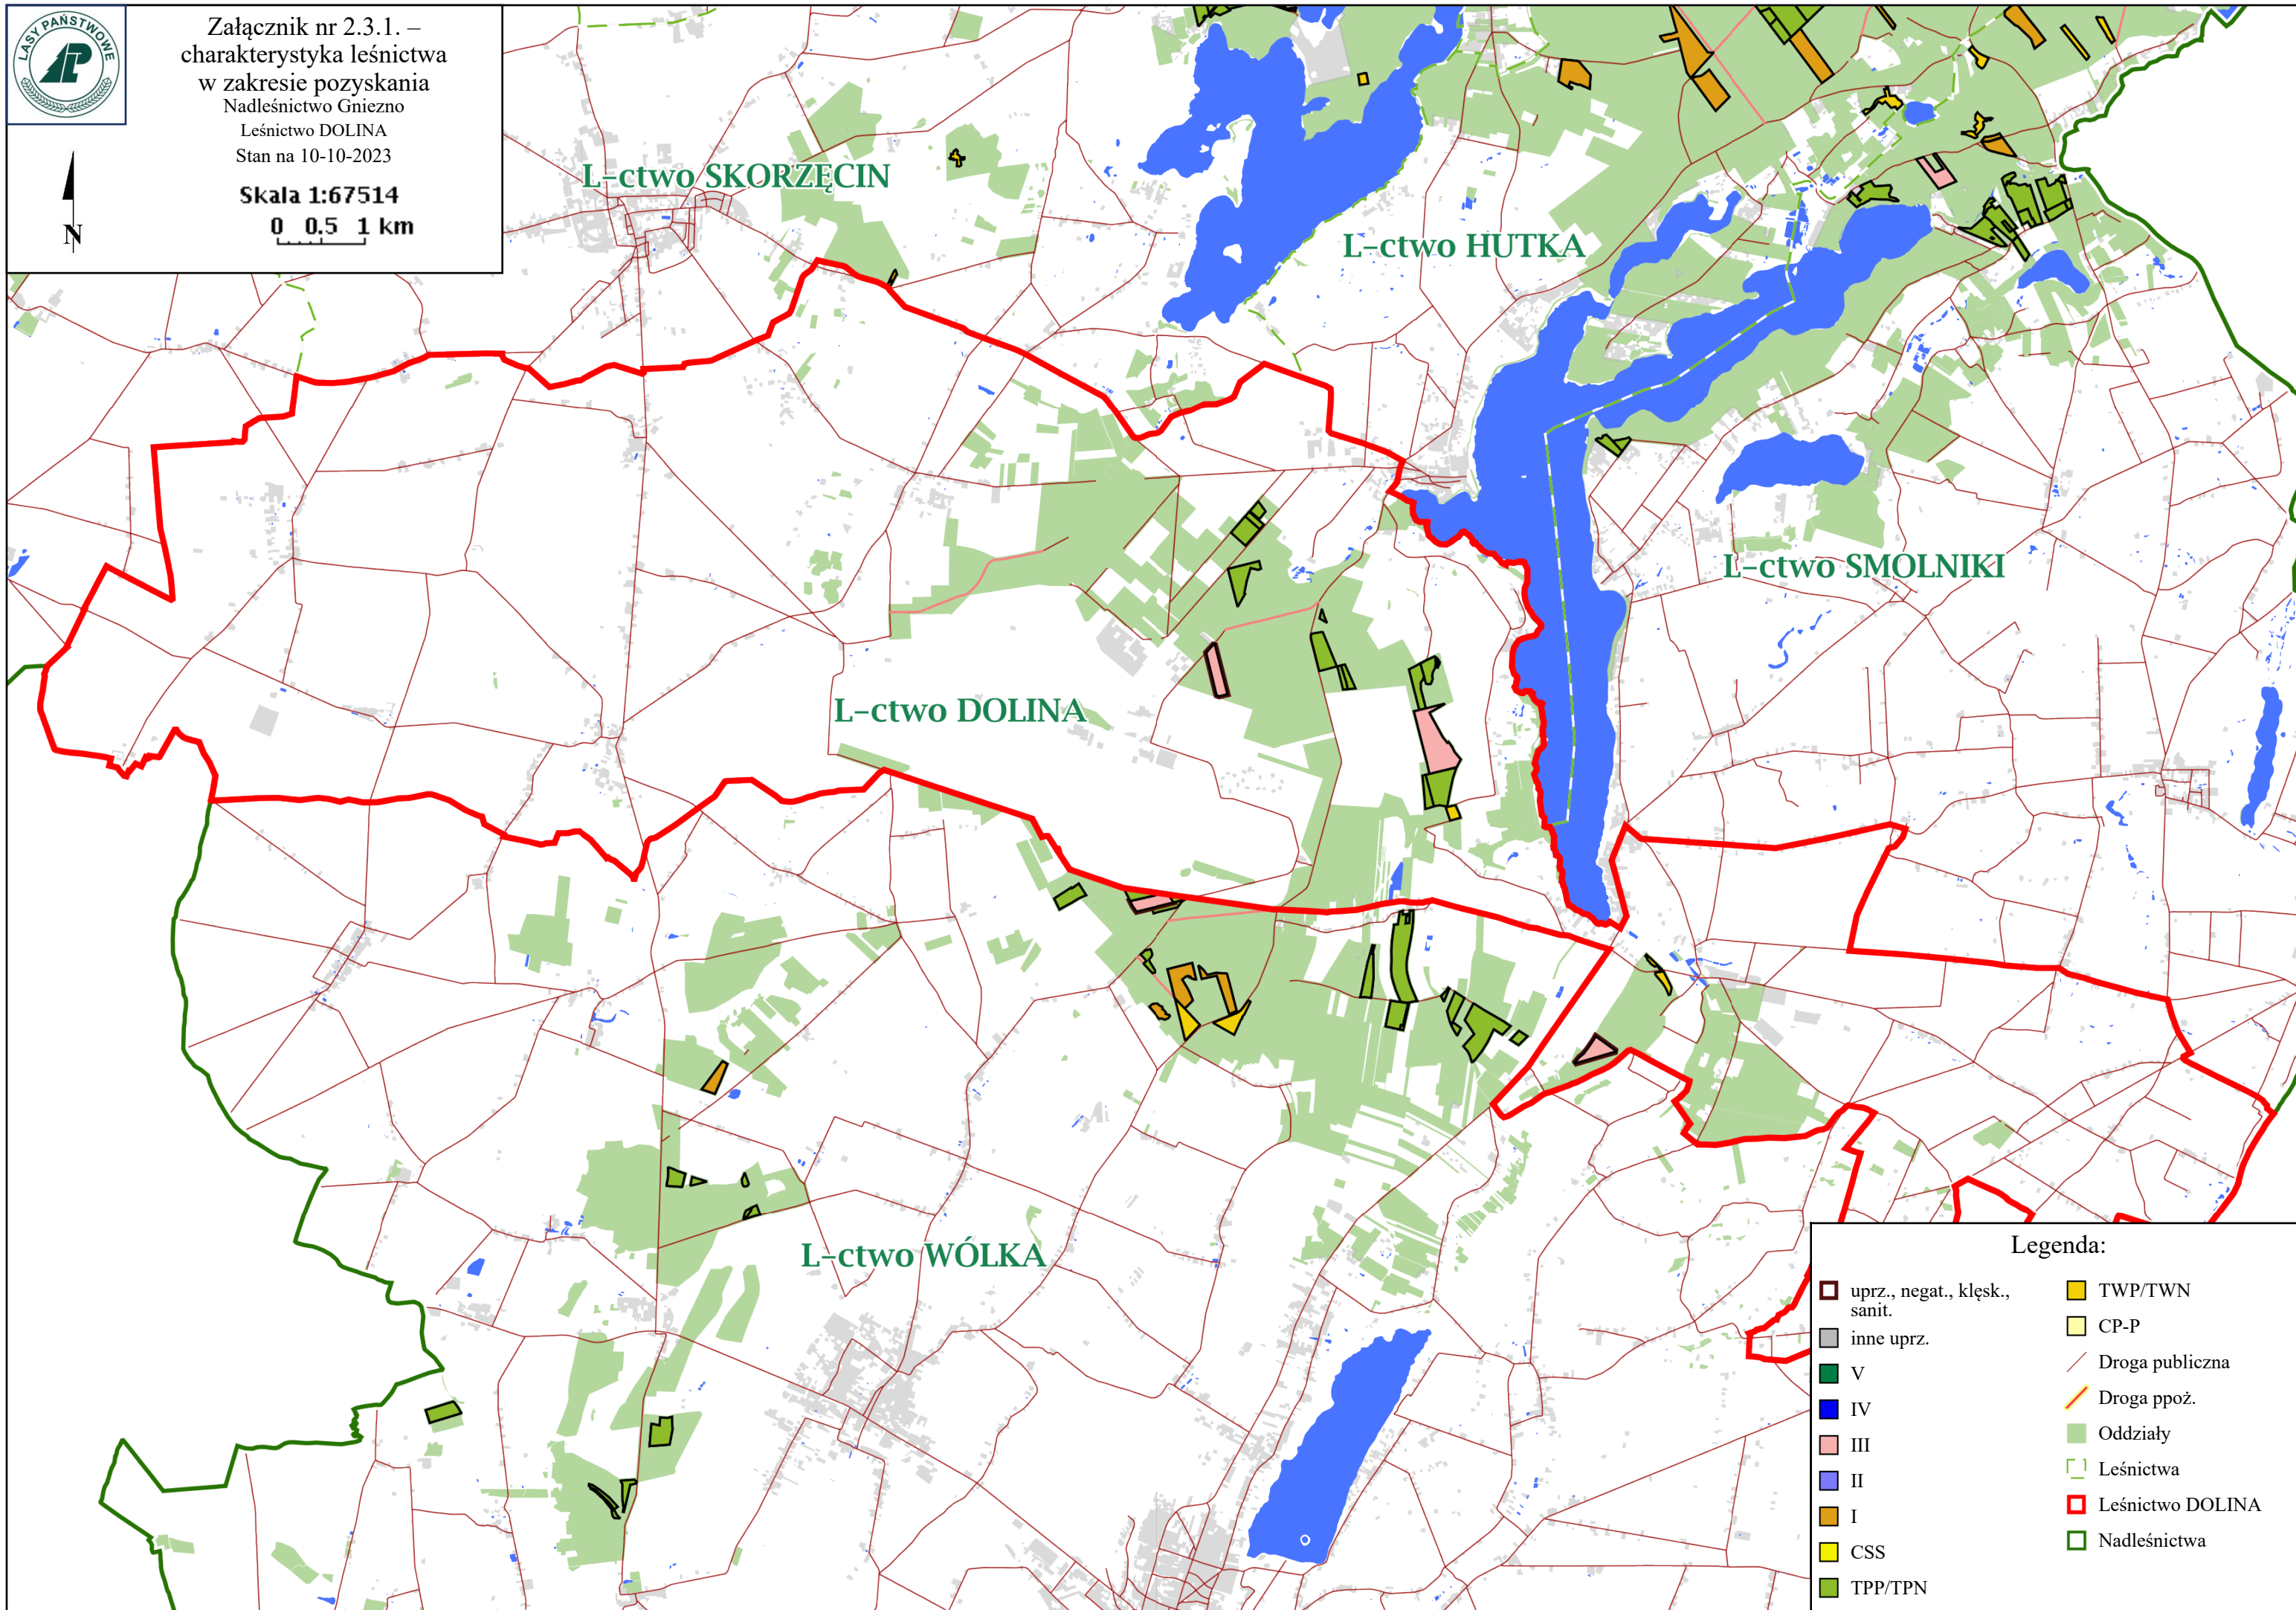 LASY PAŃSTWOWE
Załącznik nr 2.3.1. –
charakterystyka leśnictwa
w zakresie pozyskania
Nadleśnictwo Gniezno
Leśnictwo DOLINA
Stan na 10-10-2023
Skala 1:67514
0 0.5 1 km
N
L-ctwo SKORZĘCIN
L-ctwo HUTKA
L-ctwo SMOLNIKI
L-ctwo DOLINA
L-ctwo WÓLKA
Legenda:
uprz., negat., klęsk.,
sanit.
inne uprz.
V
IV
III
II
I
CSS
TPP/TPN
TWP/TWN
CP-P
Droga publiczna
Droga ppoż.
Oddziały
Leśnictwa
Leśnictwo DOLINA
Nadleśnictwa